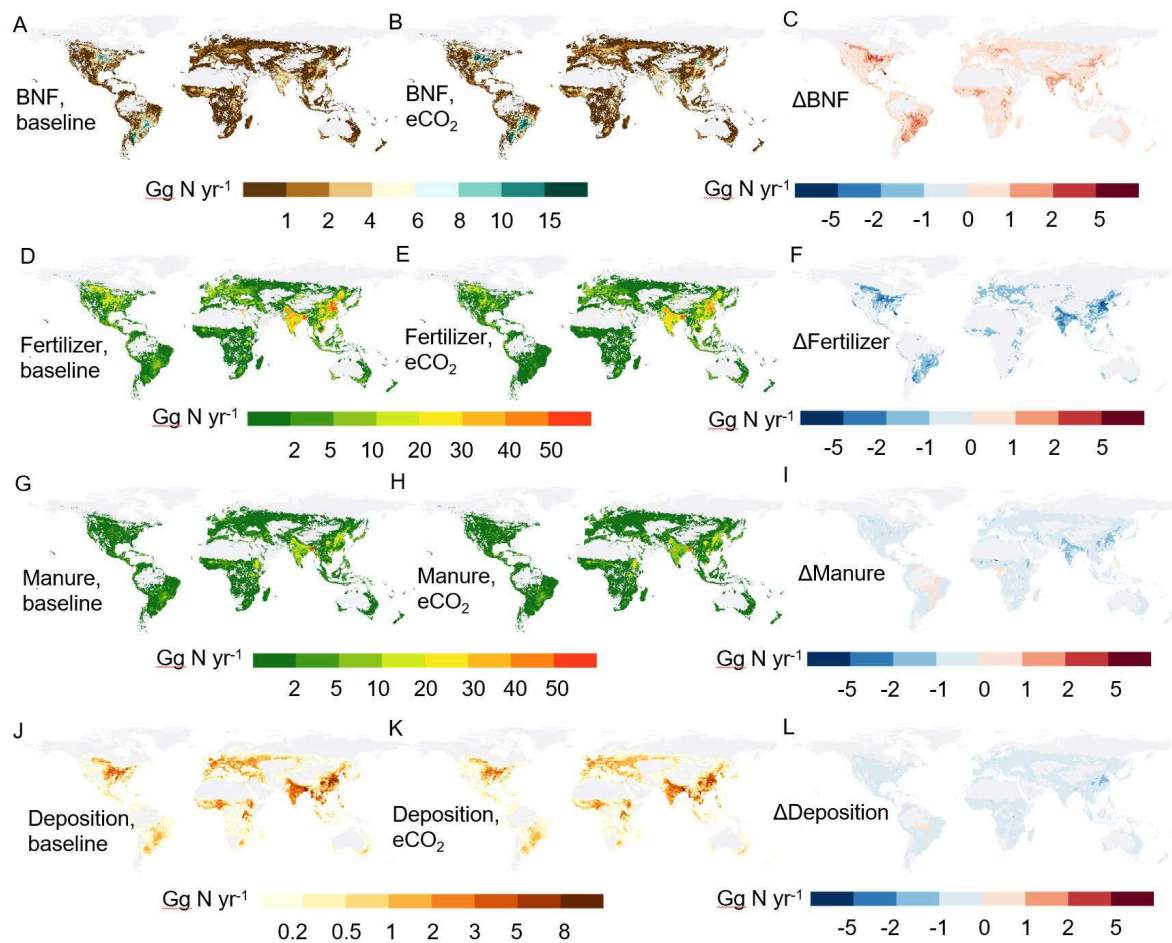 A
BNF,
baseline
B
BNF,
eCO₂
C
ΔBNF
Gg N yr⁻¹
1 2 4 6 8 10 15
Gg N yr⁻¹
-5 -2 -1 0 1 2 5
D
Fertilizer,
baseline
E
Fertilizer,
eCO₂
F
ΔFertilizer
Gg N yr⁻¹
2 5 10 20 30 40 50
Gg N yr⁻¹
-5 -2 -1 0 1 2 5
G
Manure,
baseline
H
Manure,
eCO₂
I
ΔManure
Gg N yr⁻¹
2 5 10 20 30 40 50
Gg N yr⁻¹
-5 -2 -1 0 1 2 5
J
Deposition,
baseline
K
Deposition,
eCO₂
L
ΔDeposition
Gg N yr⁻¹
0.2 0.5 1 2 3 5 8
Gg N yr⁻¹
-5 -2 -1 0 1 2 5